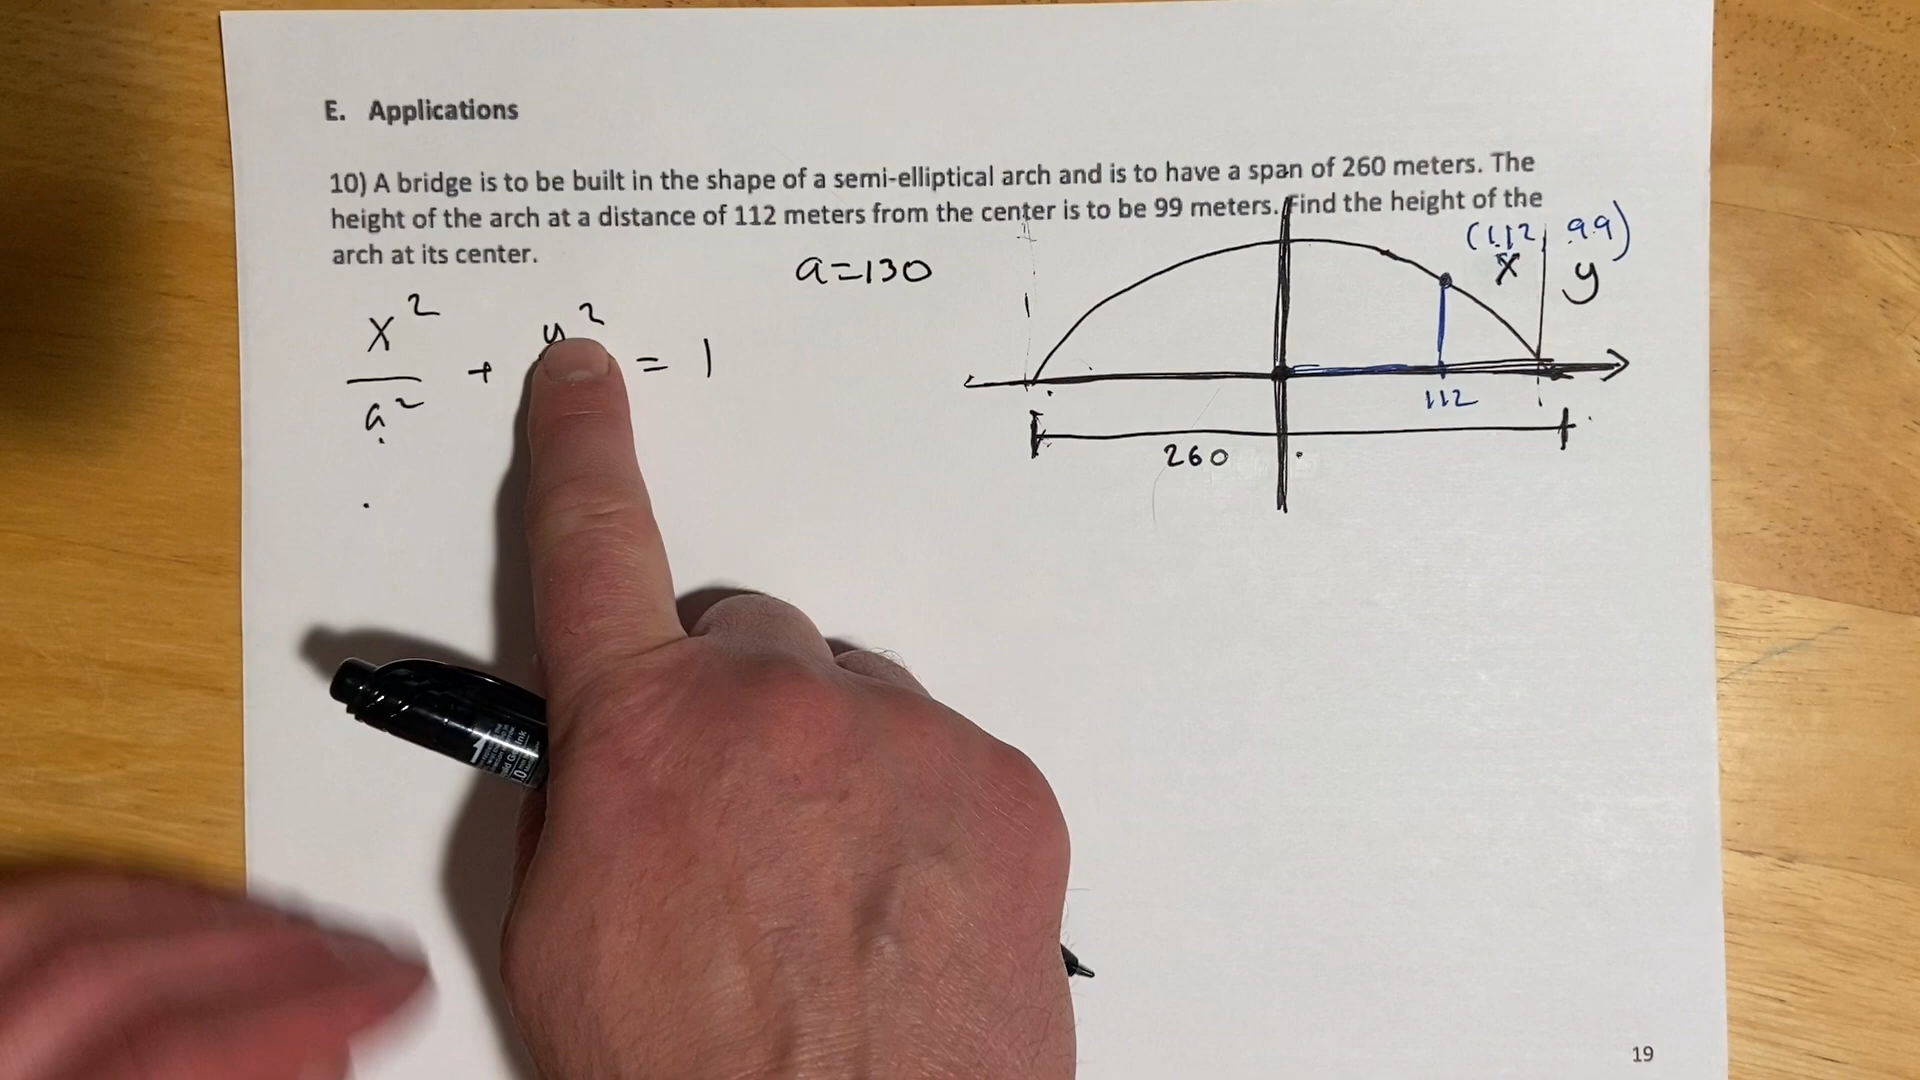 E. Applications
10) A bridge is to be built in the shape of a semi-elliptical arch and is to have a span of 260 meters. The
height of the arch at a distance of 112 meters from the center is to be 99 meters. Find the height of the
arch at its center.
a=130
(112, 99)
x y
x² + y² = 1
a²
112
260
19